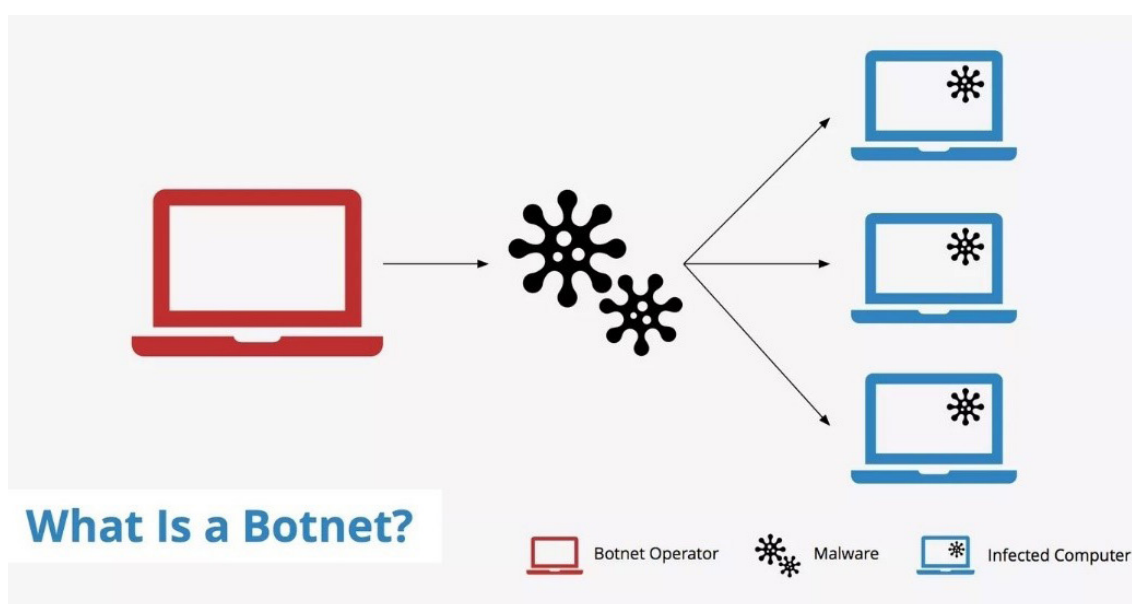 What Is a Botnet?
Botnet Operator
Malware
Infected Computer